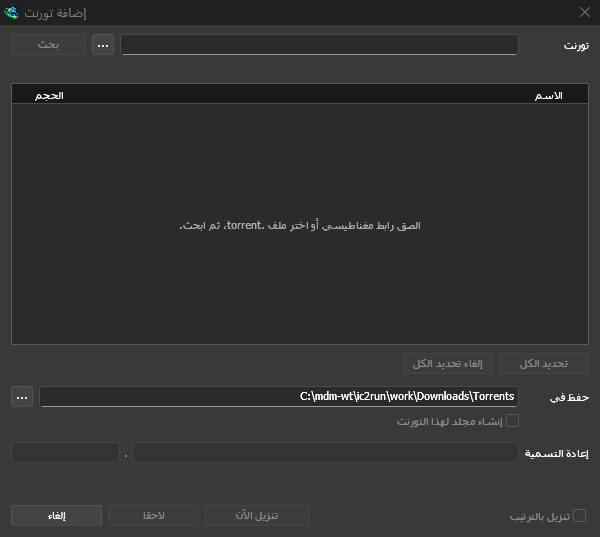 إضافة تورنت
تورنت
...
بحث
الاسم
الحجم
الصق رابط مغناطيسي أو اختر ملف .torrent، ثم ابحث.
تحديد الكل
إلغاء تحديد الكل
حفظ في
C:\mdm-wt\ic2run\work\Downloads\Torrents
...
إنشاء مجلد لهذا التورنت
إعادة التسمية
.
تنزيل بالترتيب
تنزيل الآن
لاحقا
إلغاء